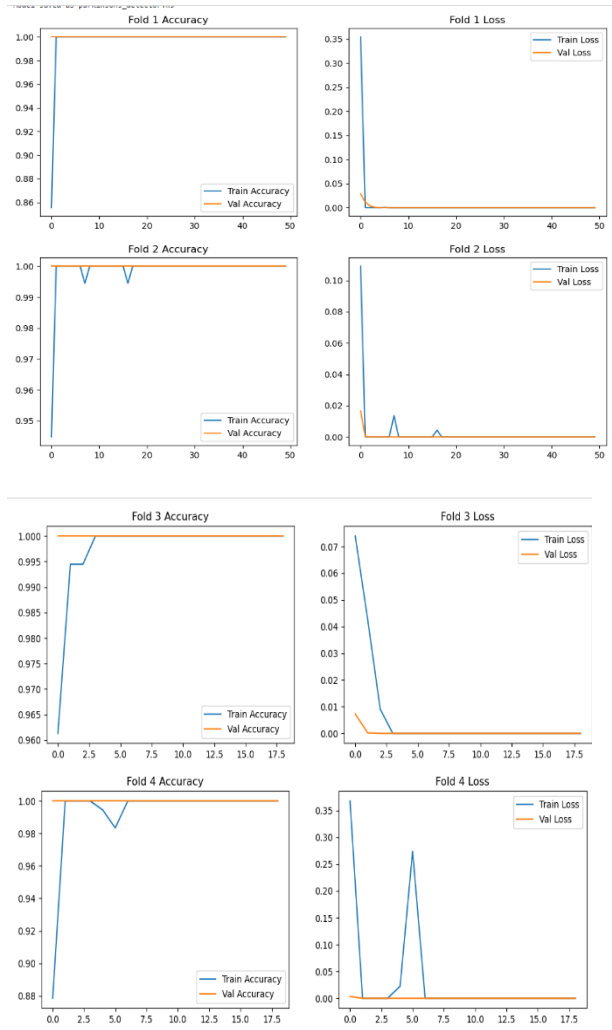 Model saved as parkinsons_detector.h5
Fold 1 Accuracy
1.00
0.98
0.96
0.94
0.92
0.90
0.88
0.86
0 10 20 30 40 50
Train Accuracy
Val Accuracy
Fold 1 Loss
0.35
0.30
0.25
0.20
0.15
0.10
0.05
0.00
0 10 20 30 40 50
Train Loss
Val Loss
Fold 2 Accuracy
1.00
0.99
0.98
0.97
0.96
0.95
0 10 20 30 40 50
Train Accuracy
Val Accuracy
Fold 2 Loss
0.10
0.08
0.06
0.04
0.02
0.00
0 10 20 30 40 50
Train Loss
Val Loss
Fold 3 Accuracy
1.000
0.995
0.990
0.985
0.980
0.975
0.970
0.965
0.960
0.0 2.5 5.0 7.5 10.0 12.5 15.0 17.5
Train Accuracy
Val Accuracy
Fold 3 Loss
0.07
0.06
0.05
0.04
0.03
0.02
0.01
0.00
0.0 2.5 5.0 7.5 10.0 12.5 15.0 17.5
Train Loss
Val Loss
Fold 4 Accuracy
1.00
0.98
0.96
0.94
0.92
0.90
0.88
0.0 2.5 5.0 7.5 10.0 12.5 15.0 17.5
Train Accuracy
Val Accuracy
Fold 4 Loss
0.35
0.30
0.25
0.20
0.15
0.10
0.05
0.00
0.0 2.5 5.0 7.5 10.0 12.5 15.0 17.5
Train Loss
Val Loss